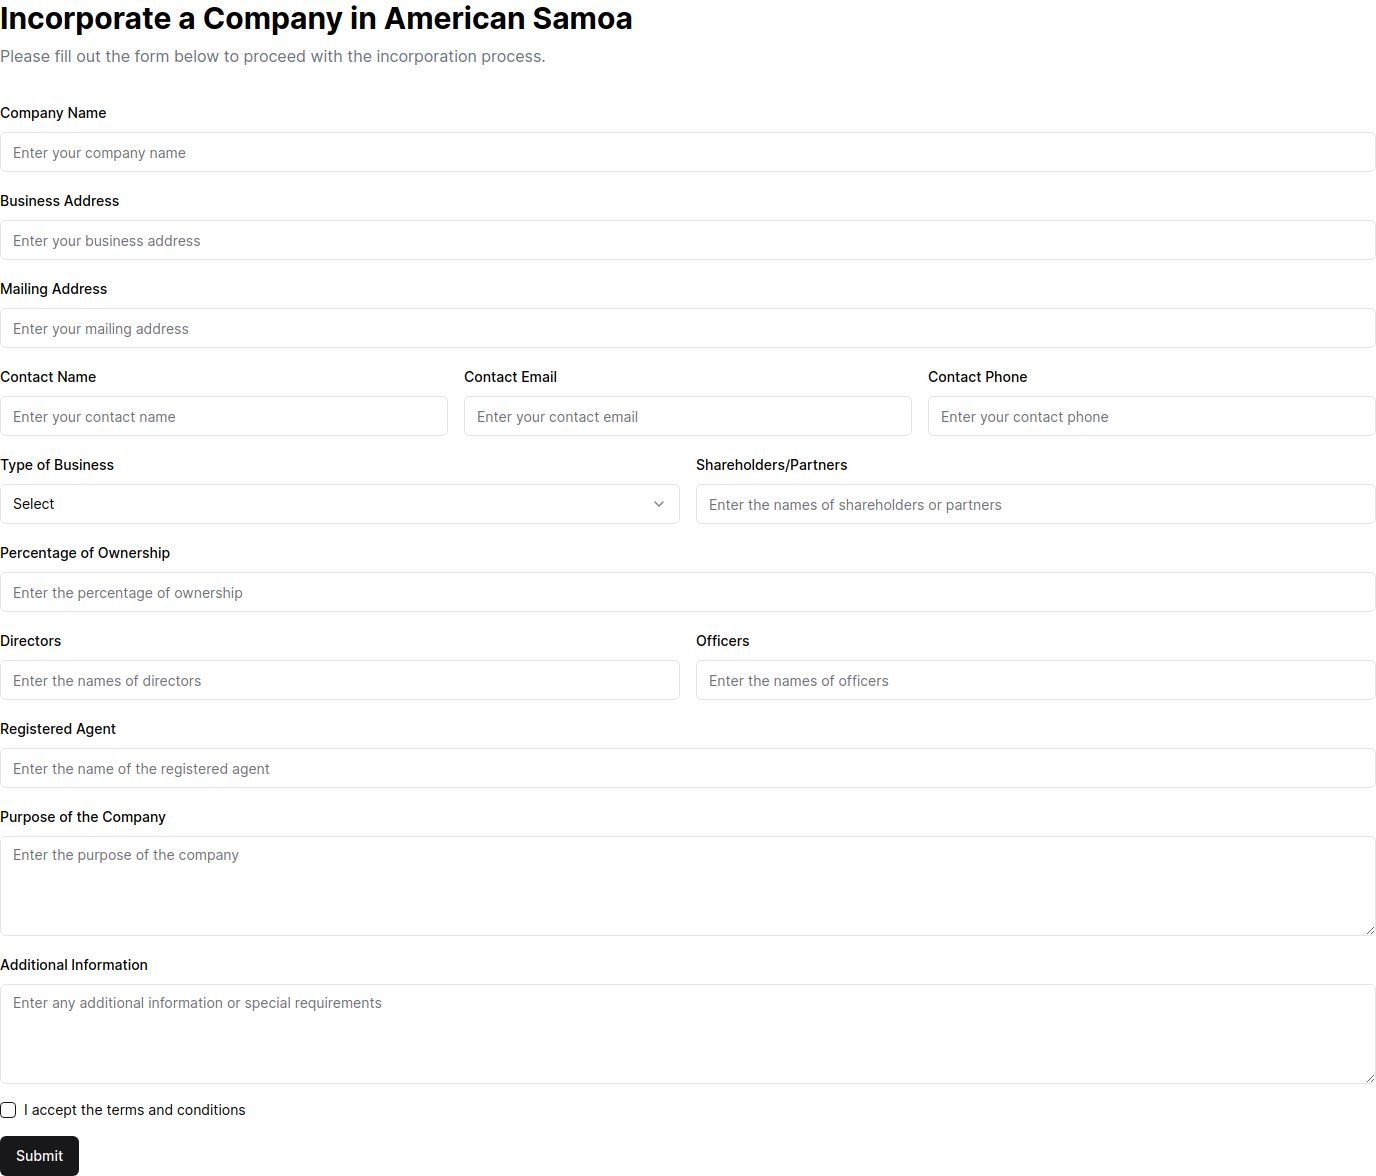 Incorporate a Company in American Samoa
Please fill out the form below to proceed with the incorporation process.
Company Name
Enter your company name
Business Address
Enter your business address
Mailing Address
Enter your mailing address
Contact Name
Enter your contact name
Contact Email
Enter your contact email
Contact Phone
Enter your contact phone
Type of Business
Select
Shareholders/Partners
Enter the names of shareholders or partners
Percentage of Ownership
Enter the percentage of ownership
Directors
Enter the names of directors
Officers
Enter the names of officers
Registered Agent
Enter the name of the registered agent
Purpose of the Company
Enter the purpose of the company
Additional Information
Enter any additional information or special requirements
I accept the terms and conditions
Submit